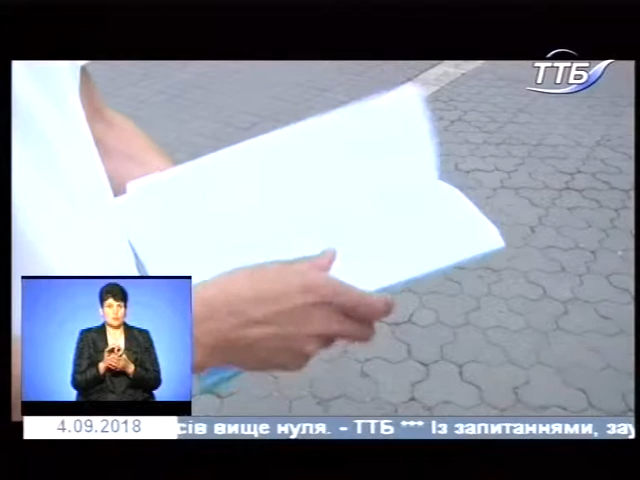 ТТБ
4.09.2018
сів вище нуля. - ТТБ *** Із запитаннями, зау